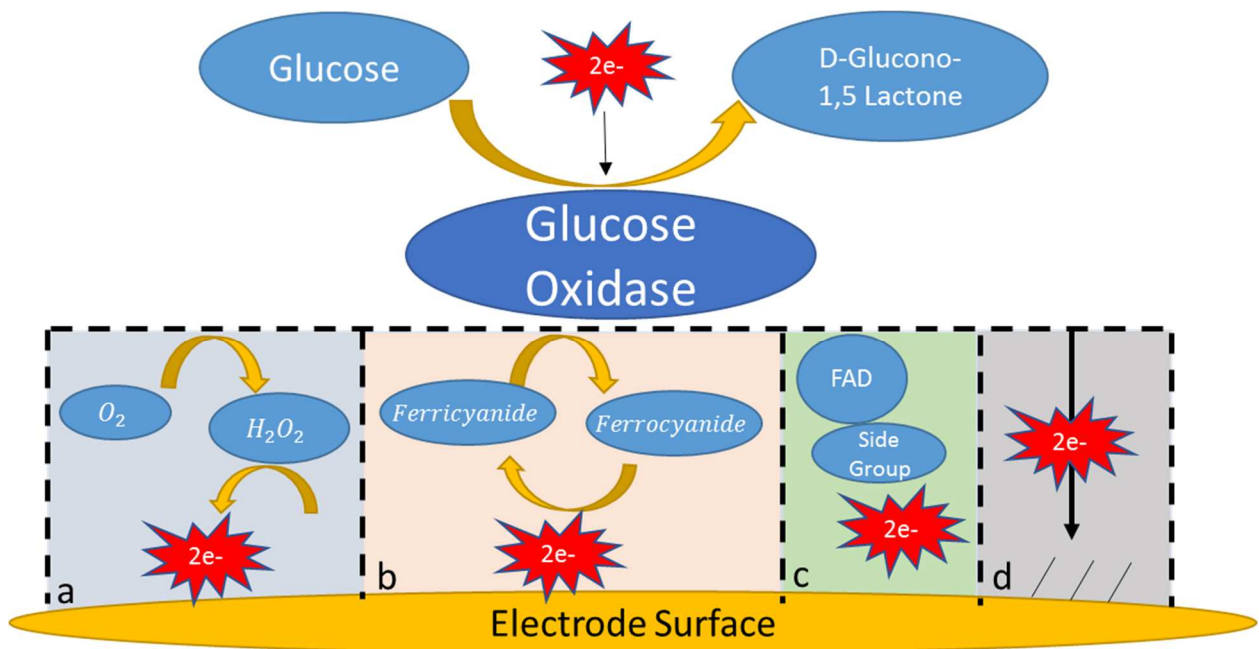 Glucose
2e-
D-Glucono-
1,5 Lactone
Glucose
Oxidase
O₂
H₂O₂
2e-
a
Ferricyanide
Ferrocyanide
2e-
b
FAD
Side
Group
2e-
c
2e-
d
Electrode Surface